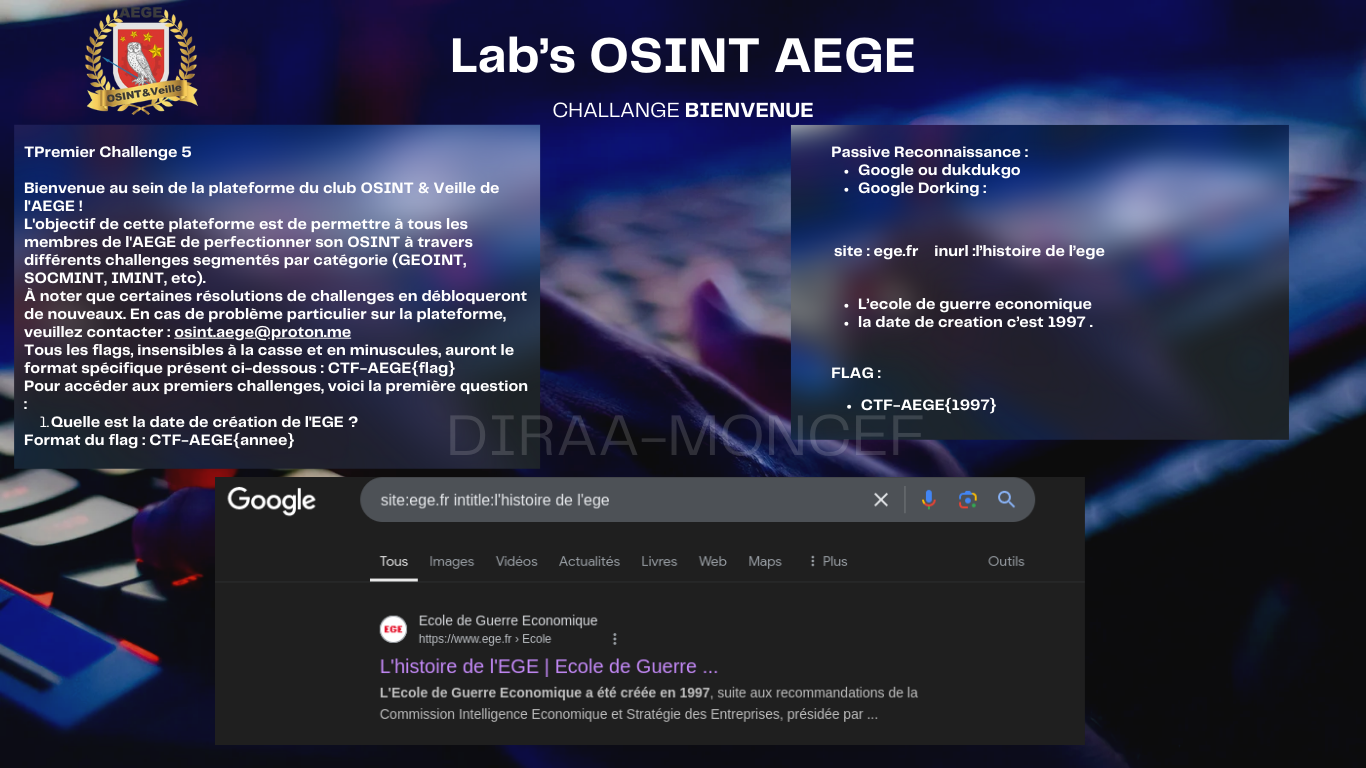 AEGE
OSINT&Veille
Lab's OSINT AEGE
CHALLANGE BIENVENUE
TPremier Challenge 5
Bienvenue au sein de la plateforme du club OSINT & Veille de
l'AEGE !
L'objectif de cette plateforme est de permettre à tous les
membres de l'AEGE de perfectionner son OSINT à travers
différents challenges segmentés par catégorie (GEOINT,
SOCMINT, IMINT, etc).
À noter que certaines résolutions de challenges en débloqueront
de nouveaux. En cas de problème particulier sur la plateforme,
veuillez contacter : osint.aege@proton.me
Tous les flags, insensibles à la casse et en minuscules, auront le
format spécifique présent ci-dessous : CTF-AEGE{flag}
Pour accéder aux premiers challenges, voici la première question
:
1.Quelle est la date de création de l'EGE ?
Format du flag : CTF-AEGE{annee}
Passive Reconnaissance :
• Google ou dukdukgo
• Google Dorking :
site : ege.fr inurl :l'histoire de l'ege
• L'ecole de guerre economique
• la date de creation c'est 1997 .
FLAG :
• CTF-AEGE{1997}
DIRAA-MONCEF
Google
site:ege.fr intitle:l'histoire de l'ege
Tous Images Vidéos Actualités Livres Web Maps Plus Outils
EGE
Ecole de Guerre Economique
https://www.ege.fr › Ecole
L'histoire de l'EGE | Ecole de Guerre ...
L'Ecole de Guerre Economique a été créée en 1997, suite aux recommandations de la
Commission Intelligence Economique et Stratégie des Entreprises, présidée par ...